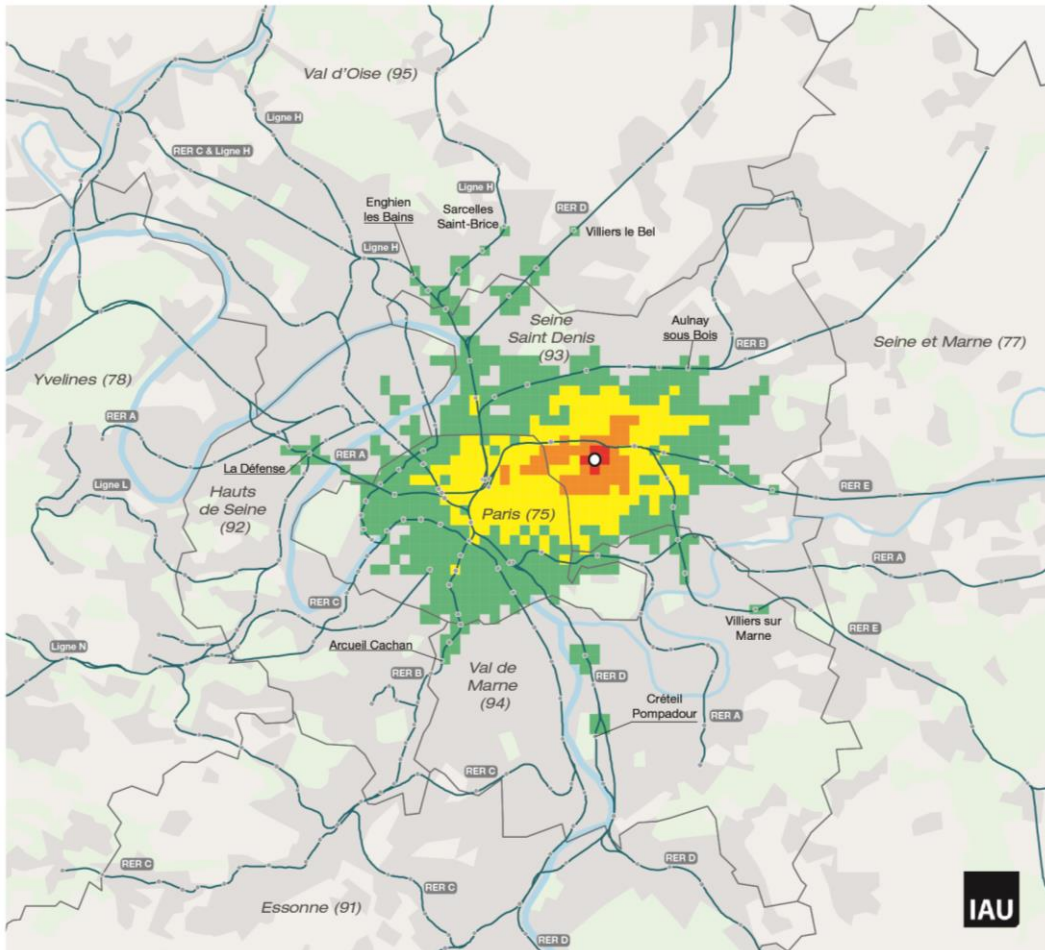 Val d'Oise (95)
Ligne H
RER C & Ligne H
Ligne H
Enghien
les Bains
Sarcelles
Saint-Brice
RER D
Villiers le Bel
Ligne H
Seine
Saint Denis
(93)
Aulnay
sous Bois
RER B
Seine et Marne (77)
Yvelines (78)
RER A
La Défense
RER A
Ligne L
Hauts
de Seine
(92)
Paris (75)
RER E
RER A
RER C
Villiers sur
Marne
RER E
Ligne N
Arcueil Cachan
RER B
Val de
Marne
(94)
RER D
Créteil
Pompadour
RER A
RER C
RER C
RER D
RER C
Essonne (91)
RER D
IAU